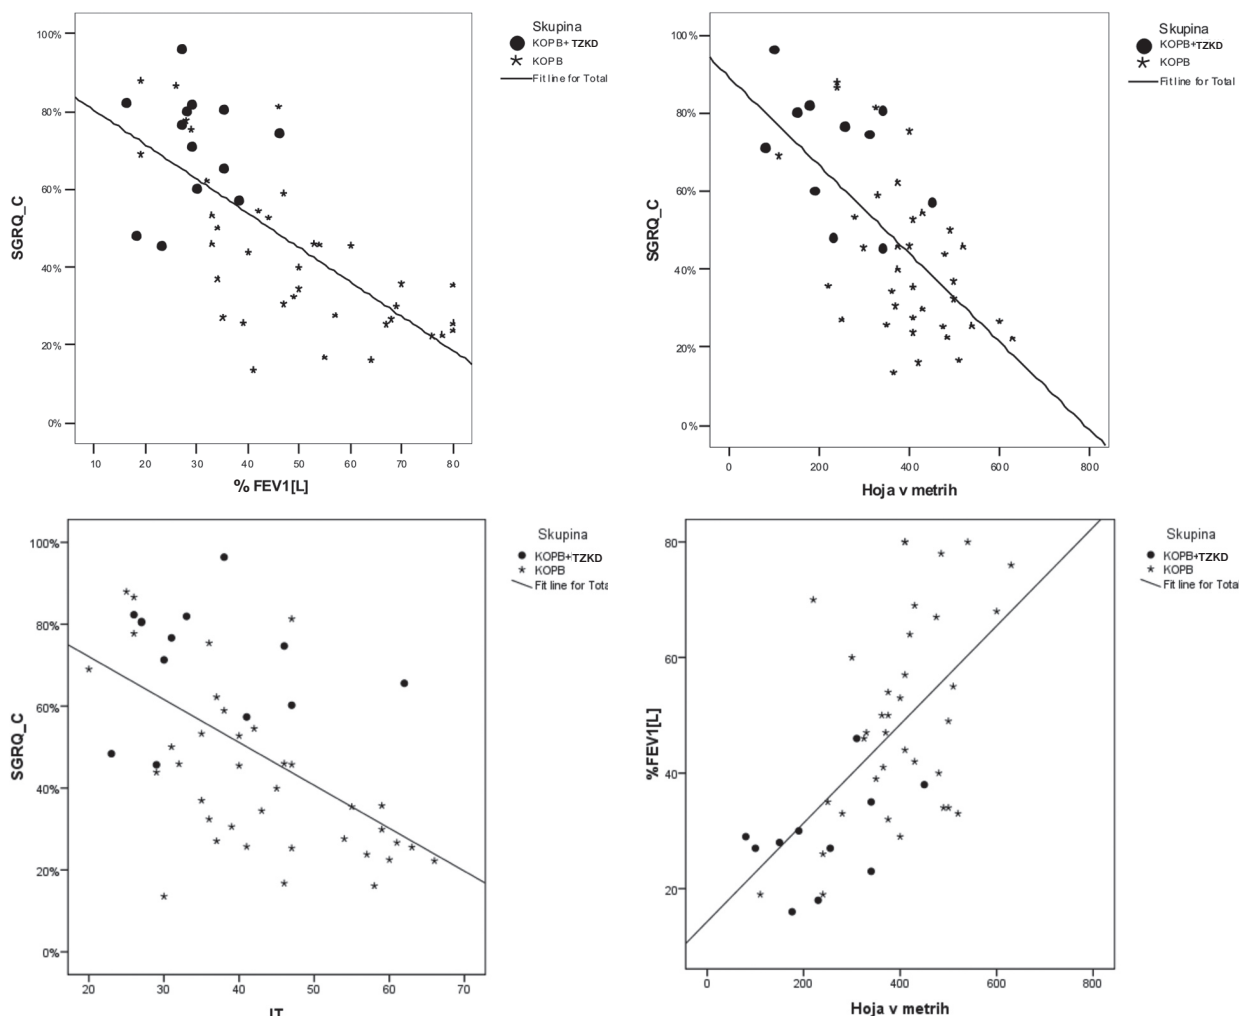 Skupina
KOPB+ TZKD
KOPB
Fit line for Total
100%
80%
60%
40%
20%
0%
SGRQ_C
10 20 30 40 50 60 70 80
% FEV1[L]
Skupina
KOPB+TZKD
KOPB
Fit line for Total
100 %
80%
60%
40%
20%
0 %
SGRQ_C
0 200 400 600 800
Hoja v metrih
Skupina
KOPB+TZKD
KOPB
Fit line for Tota
100%
80%
60%
40%
20%
0%
SGRQ_C
20 30 40 50 60 70
IT
Skupina
KOPB+TZKD
KOPB
Fit line for Total
80
60
40
20
%FEV1[L]
0 200 400 600 800
Hoja v metrih